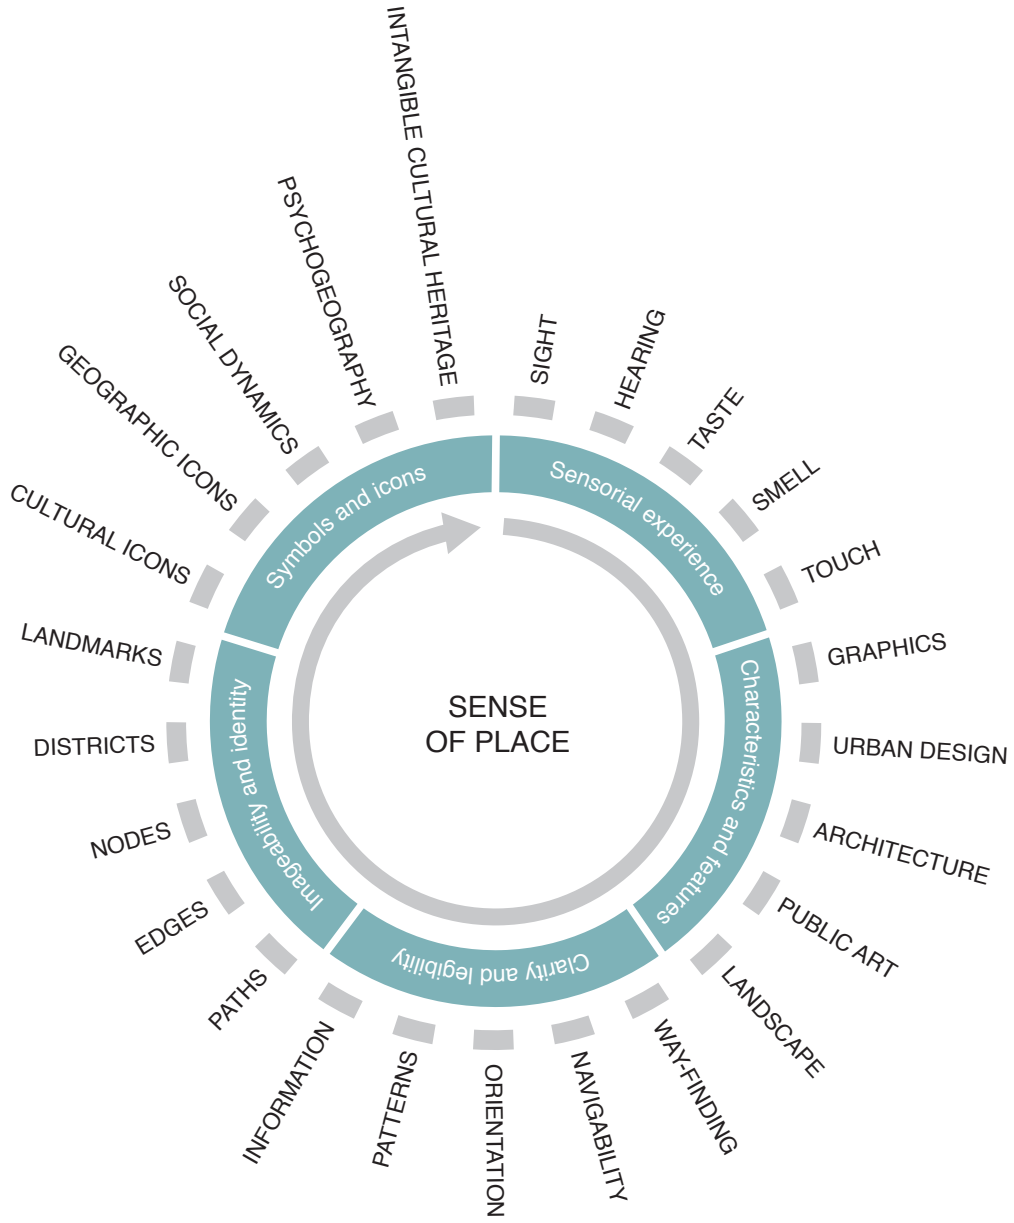 SENSE
OF PLACE
Sensorial experience
SIGHT
HEARING
TASTE
SMELL
TOUCH
Characteristics and features
GRAPHICS
URBAN DESIGN
ARCHITECTURE
PUBLIC ART
LANDSCAPE
Clarity and legibility
WAY-FINDING
NAVIGABILITY
ORIENTATION
PATTERNS
INFORMATION
Imageability and identity
PATHS
EDGES
NODES
DISTRICTS
LANDMARKS
Symbols and icons
CULTURAL ICONS
GEOGRAPHIC ICONS
SOCIAL DYNAMICS
PSYCHOGEOGRAPHY
INTANGIBLE CULTURAL HERITAGE